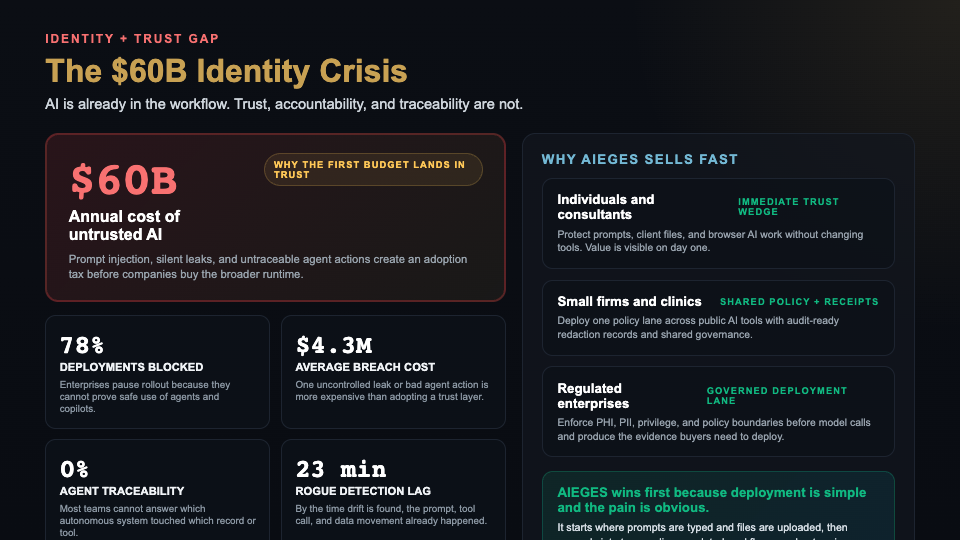 IDENTITY + TRUST GAP
The $60B Identity Crisis
AI is already in the workflow. Trust, accountability, and traceability are not.
$60B
WHY THE FIRST BUDGET LANDS IN
TRUST
Annual cost of
untrusted AI
Prompt injection, silent leaks, and untraceable agent actions create an adoption
tax before companies buy the broader runtime.
78%
DEPLOYMENTS BLOCKED
Enterprises pause rollout because they
cannot prove safe use of agents and
copilots.
$4.3M
AVERAGE BREACH COST
One uncontrolled leak or bad agent action is
more expensive than adopting a trust layer.
0%
AGENT TRACEABILITY
Most teams cannot answer which
autonomous system touched which record or
tool.
23 min
ROGUE DETECTION LAG
By the time drift is found, the prompt, tool
call, and data movement already happened.
WHY AIEGES SELLS FAST
Individuals and
consultants
IMMEDIATE TRUST
WEDGE
Protect prompts, client files, and browser AI work without changing
tools. Value is visible on day one.
Small firms and clinics
SHARED POLICY + RECEIPTS
Deploy one policy lane across public AI tools with audit-ready
redaction records and shared governance.
Regulated
enterprises
GOVERNED DEPLOYMENT
LANE
Enforce PHI, PII, privilege, and policy boundaries before model calls
and produce the evidence buyers need to deploy.
AIEGES wins first because deployment is simple
and the pain is obvious.
It starts where prompts are typed and files are uploaded, then